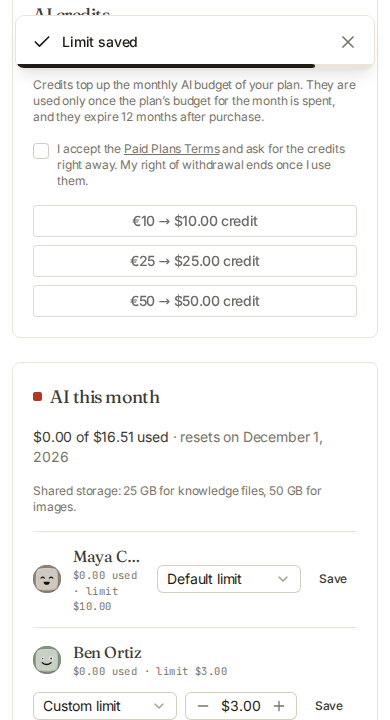 AI credits
Limit saved
Credits top up the monthly AI budget of your plan. They are
used only once the plan's budget for the month is spent,
and they expire 12 months after purchase.
I accept the Paid Plans Terms and ask for the credits
right away. My right of withdrawal ends once I use
them.
€10 → $10.00 credit
€25 → $25.00 credit
€50 → $50.00 credit
AI this month
$0.00 of $16.51 used · resets on December 1,
2026
Shared storage: 25 GB for knowledge files, 50 GB for
images.
Maya C...
$0.00 used
· limit
$10.00
Default limit
Save
Ben Ortiz
$0.00 used · limit $3.00
Custom limit
− $3.00 +
Save